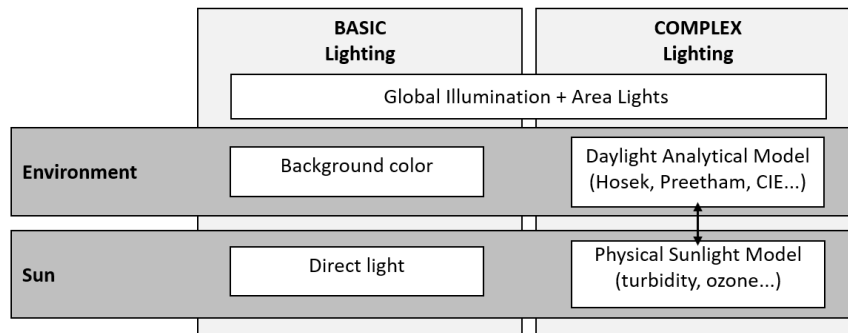 BASIC
Lighting
COMPLEX
Lighting
Global Illumination + Area Lights
Environment
Background color
Daylight Analytical Model
(Hosek, Preetham, CIE...)
Sun
Direct light
Physical Sunlight Model
(turbidity, ozone...)